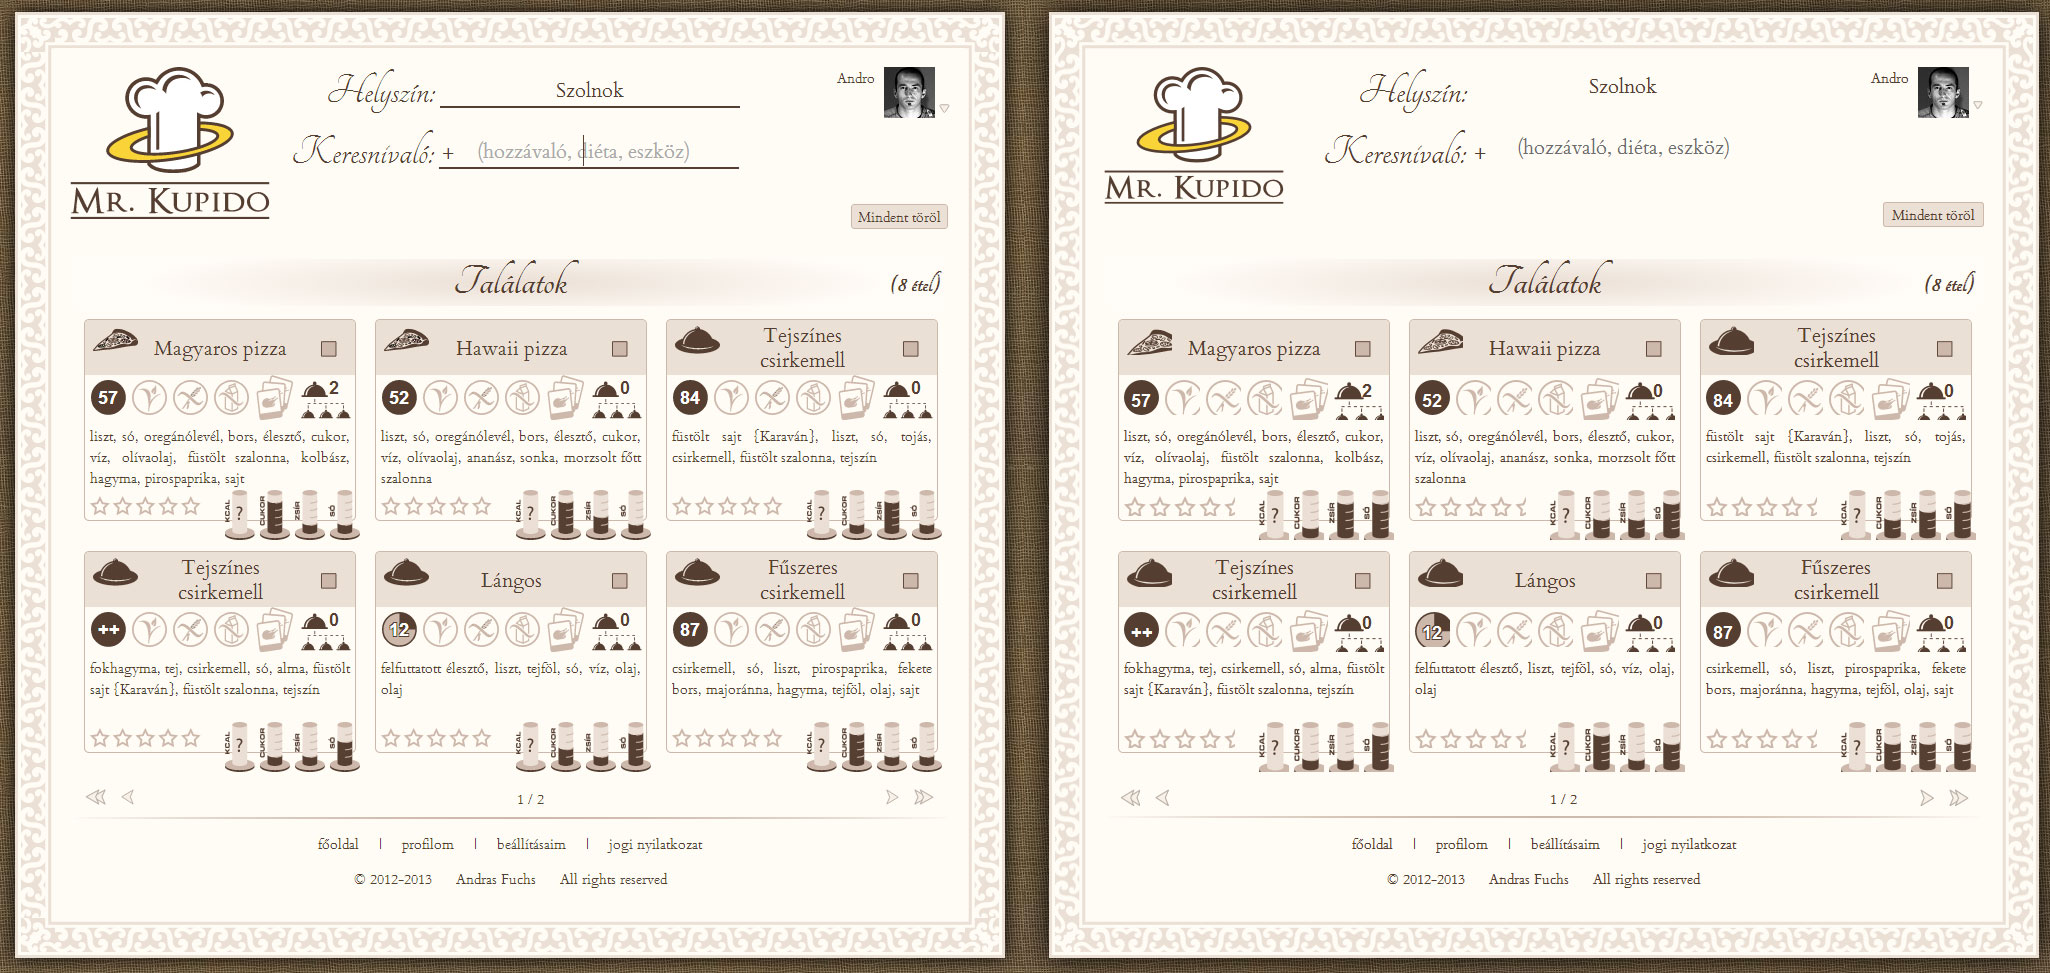 Helyszín: Szolnok
Andro
Keresnivaló: + (hozzávaló, diéta, eszköz)
MR. KUPIDO
Mindent töröl
Találatok
(8 étel)
Magyaros pizza
57
2
liszt, só, oregánólevél, bors, élesztő, cukor,
víz, olívaolaj, füstölt szalonna, kolbász,
hagyma, pirospaprika, sajt
KCAL ? CUKOR ZSÍR SÓ
Hawaii pizza
52
0
liszt, só, oregánólevél, bors, élesztő, cukor,
víz, olívaolaj, ananász, sonka, morzsolt főtt
szalonna
KCAL ? CUKOR ZSÍR SÓ
Tejszínes
csirkemell
84
0
füstölt sajt {Karaván}, liszt, só, tojás,
csirkemell, füstölt szalonna, tejszín
KCAL ? CUKOR ZSÍR SÓ
Tejszínes
csirkemell
++
0
fokhagyma, tej, csirkemell, só, alma, füstölt
sajt {Karaván}, füstölt szalonna, tejszín
KCAL ? CUKOR ZSÍR SÓ
Lángos
12
0
felfuttatott élesztő, liszt, tejföl, só, víz, olaj,
olaj
KCAL ? CUKOR ZSÍR SÓ
Fűszeres
csirkemell
87
0
csirkemell, só, liszt, pirospaprika, fekete
bors, majoránna, hagyma, tejföl, olaj, sajt
KCAL ? CUKOR ZSÍR SÓ
1 / 2
főoldal | profilom | beállításaim | jogi nyilatkozat
© 2012-2013 Andras Fuchs All rights reserved
Helyszín: Szolnok
Andro
Keresnivaló: + (hozzávaló, diéta, eszköz)
MR. KUPIDO
Mindent töröl
Találatok
(8 étel)
Magyaros pizza
57
2
liszt, só, oregánólevél, bors, élesztő, cukor,
víz, olívaolaj, füstölt szalonna, kolbász,
hagyma, pirospaprika, sajt
KCAL ? CUKOR ZSÍR SÓ
Hawaii pizza
52
0
liszt, só, oregánólevél, bors, élesztő, cukor,
víz, olívaolaj, ananász, sonka, morzsolt főtt
szalonna
KCAL ? CUKOR ZSÍR SÓ
Tejszínes
csirkemell
84
0
füstölt sajt {Karaván}, liszt, só, tojás,
csirkemell, füstölt szalonna, tejszín
KCAL ? CUKOR ZSÍR SÓ
Tejszínes
csirkemell
++
0
fokhagyma, tej, csirkemell, só, alma, füstölt
sajt {Karaván}, füstölt szalonna, tejszín
KCAL ? CUKOR ZSÍR SÓ
Lángos
12
0
felfuttatott élesztő, liszt, tejföl, só, víz, olaj,
olaj
KCAL ? CUKOR ZSÍR SÓ
Fűszeres
csirkemell
87
0
csirkemell, só, liszt, pirospaprika, fekete
bors, majoránna, hagyma, tejföl, olaj, sajt
KCAL ? CUKOR ZSÍR SÓ
1 / 2
főoldal | profilom | beállításaim | jogi nyilatkozat
© 2012-2013 Andras Fuchs All rights reserved